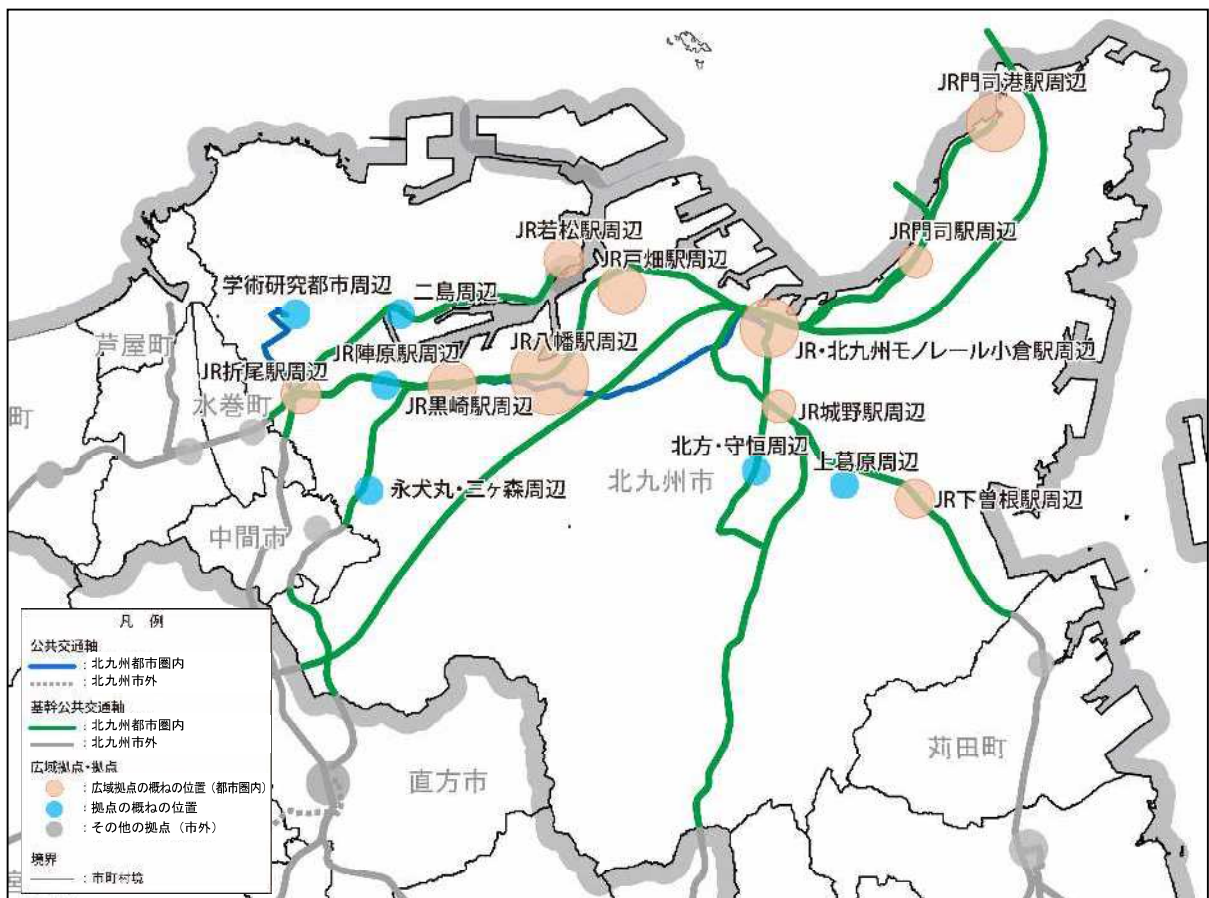 JR門司港駅周辺
JR若松駅周辺
JR門司駅周辺
JR戸畑駅周辺
学術研究都市周辺
二島周辺
芦屋町
JR陣原駅周辺
JR八幡駅周辺
JR・北九州モノレール小倉駅周辺
JR折尾駅周辺
水巻町
JR黒崎駅周辺
JR城野駅周辺
町
北方・守恒周辺
上葛原周辺
北九州市
永犬丸・三ヶ森周辺
JR下曽根駅周辺
中間市
直方市
苅田町
凡 例
公共交通軸
：北九州都市圏内
：北九州市外
基幹公共交通軸
：北九州都市圏内
：北九州市外
広域拠点・拠点
：広域拠点の概ねの位置（都市圏内）
：拠点の概ねの位置
：その他の拠点（市外）
境界
：市町村境